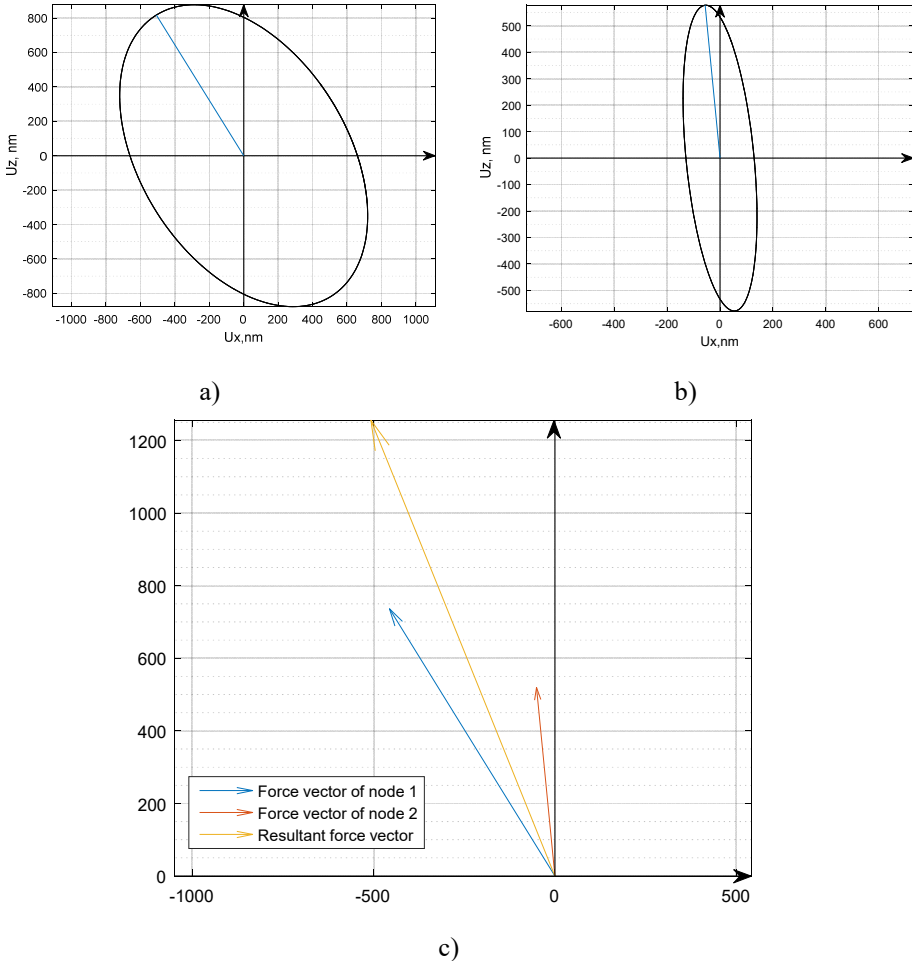 800
600
400
200
0
-200
-400
-600
-800
Uz, nm
-1000 -800 -600 -400 -200 0 200 400 600 800 1000
Ux,nm
a)
500
400
300
200
100
0
-100
-200
-300
-400
-500
Uz, nm
-600 -400 -200 0 200 400 600
Ux,nm
b)
1200
1000
800
600
400
200
0
Force vector of node 1
Force vector of node 2
Resultant force vector
-1000 -500 0 500
c)